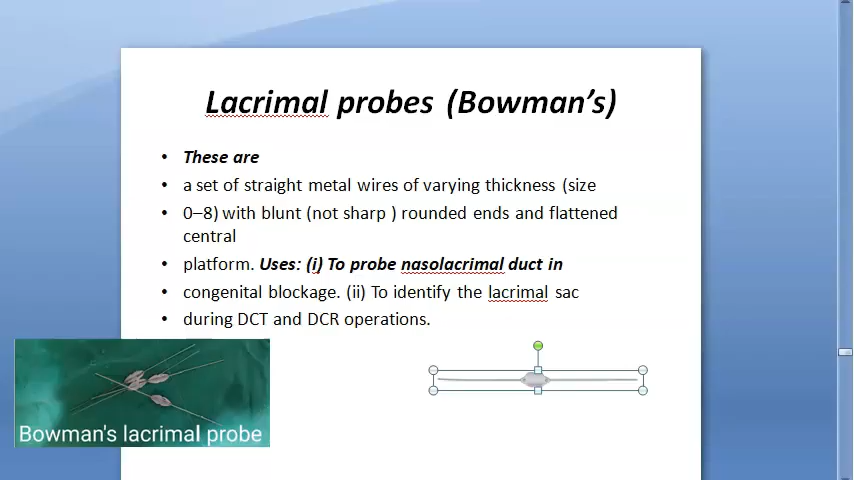 Lacrimal probes (Bowman's)
• These are
• a set of straight metal wires of varying thickness (size
• 0–8) with blunt (not sharp ) rounded ends and flattened
central
• platform. Uses: (i) To probe nasolacrimal duct in
• congenital blockage. (ii) To identify the lacrimal sac
• during DCT and DCR operations.
Bowman's lacrimal probe